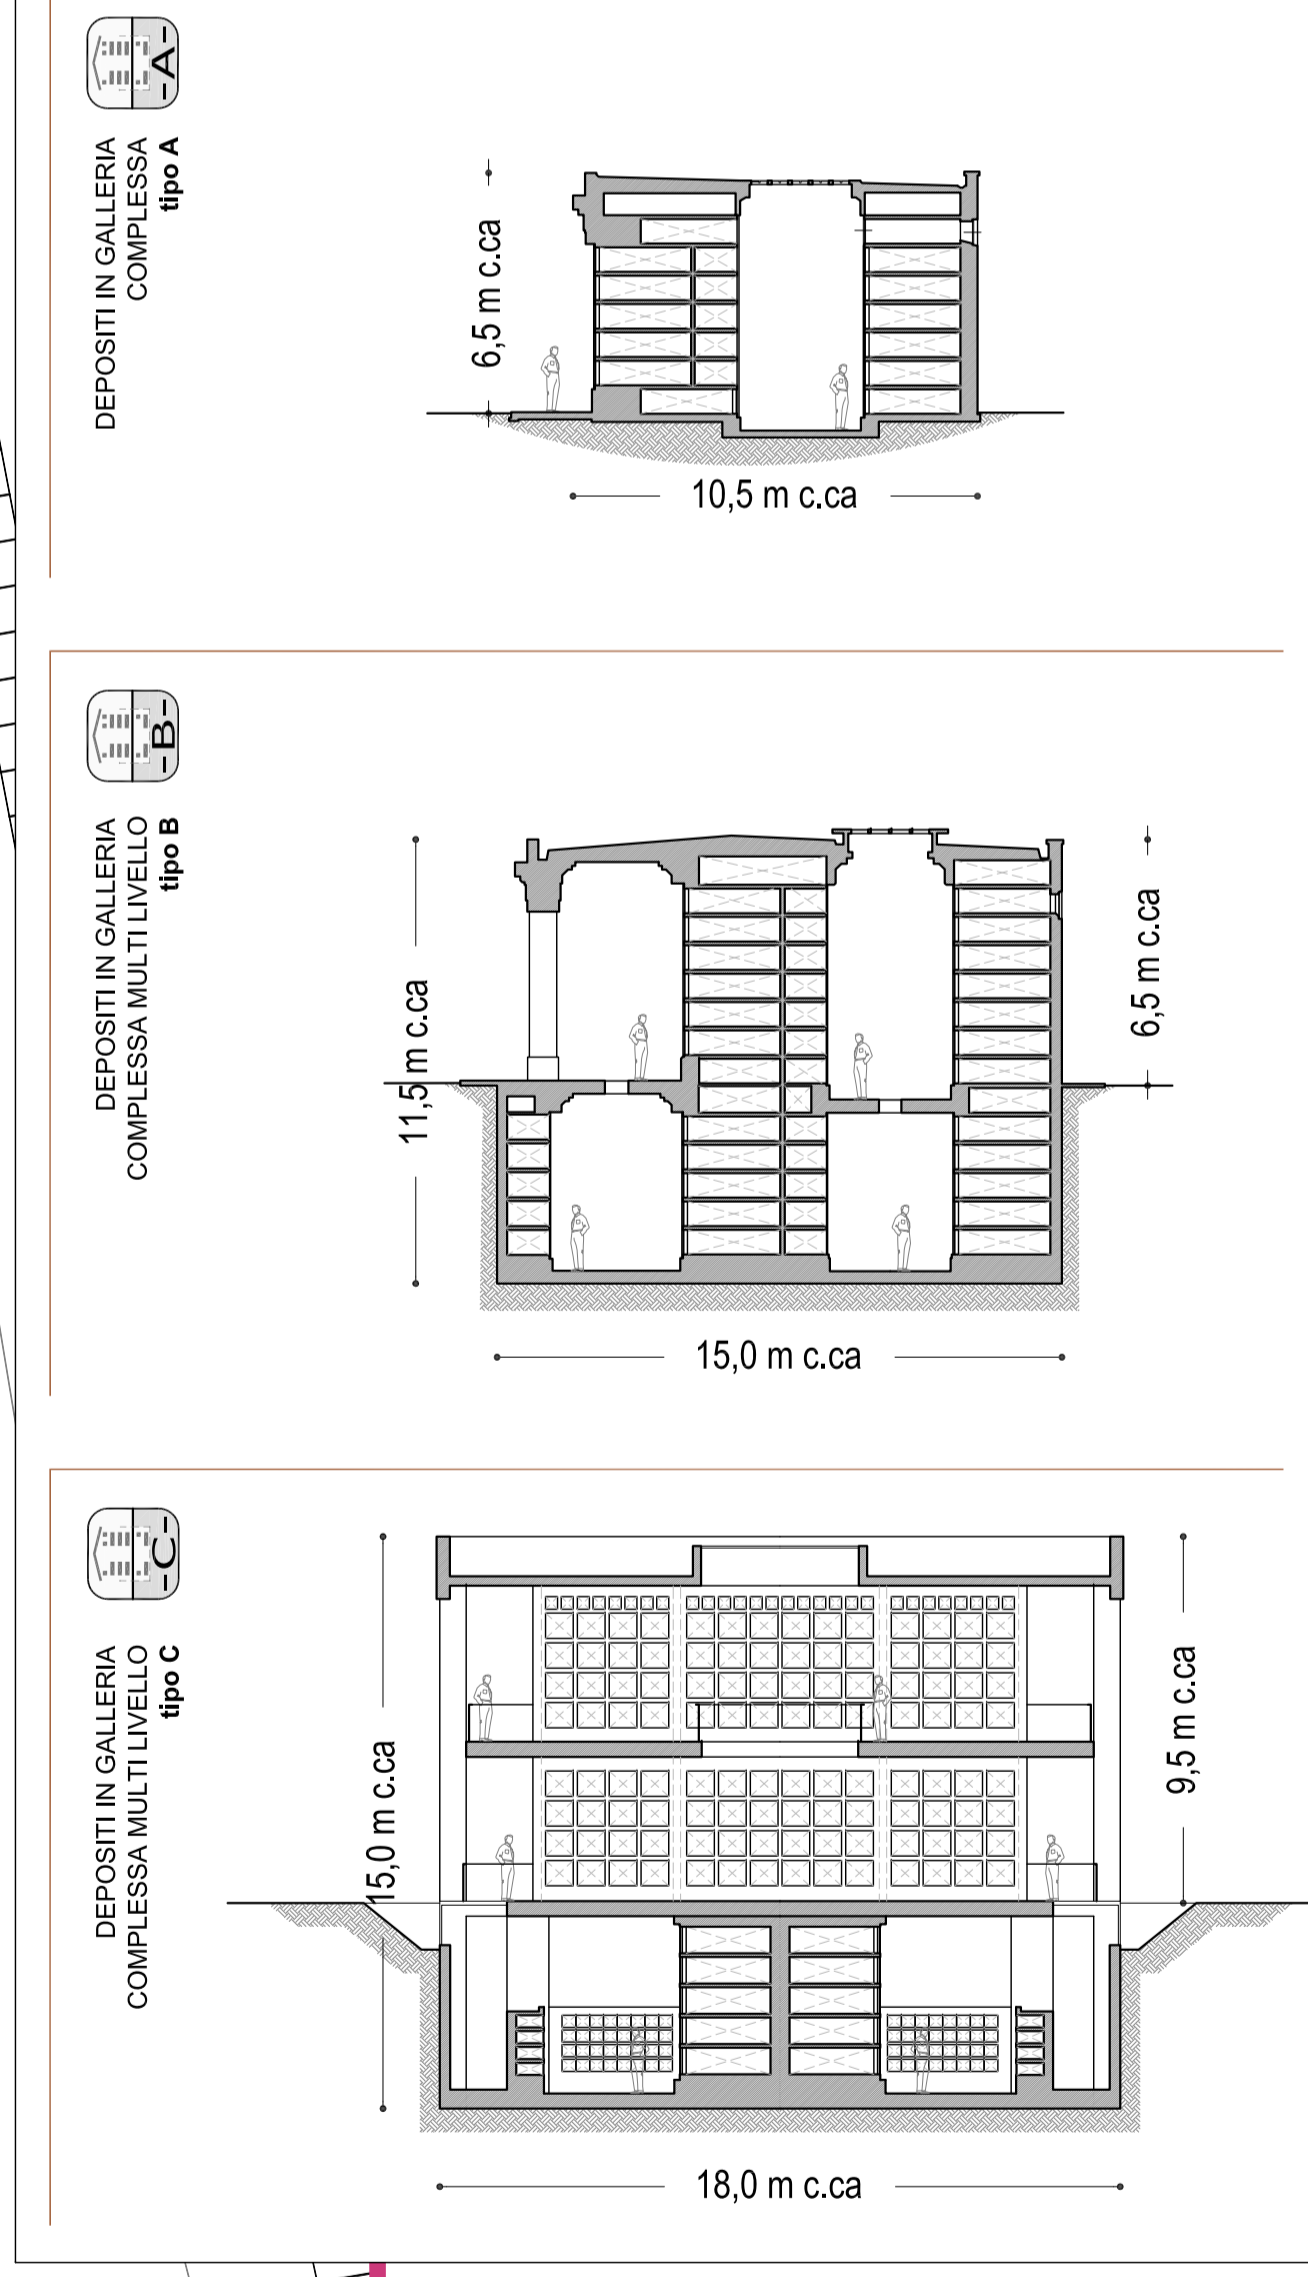 -A-
DEPOSITI IN GALLERIA
COMPLESSA
tipo A
6,5 m c.ca
10,5 m c.ca
-B-
DEPOSITI IN GALLERIA
COMPLESSA MULTI LIVELLO
tipo B
11,5 m c.ca
6,5 m c.ca
15,0 m c.ca
-C-
DEPOSITI IN GALLERIA
COMPLESSA MULTI LIVELLO
tipo C
15,0 m c.ca
9,5 m c.ca
18,0 m c.ca